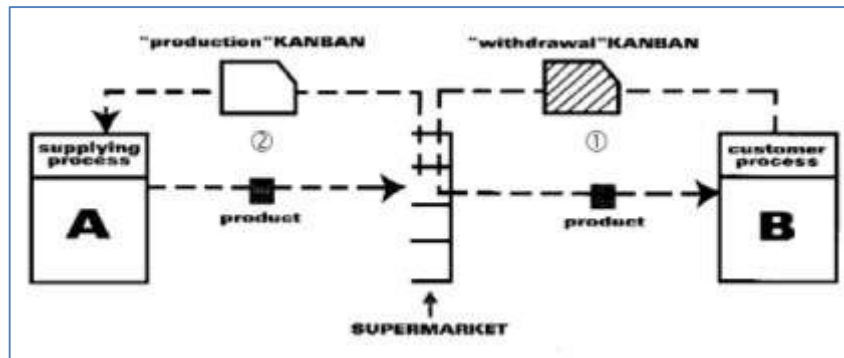 "production"KANBAN
"withdrawal"KANBAN
②
①
supplying
process
customer
process
A
product
product
B
SUPERMARKET